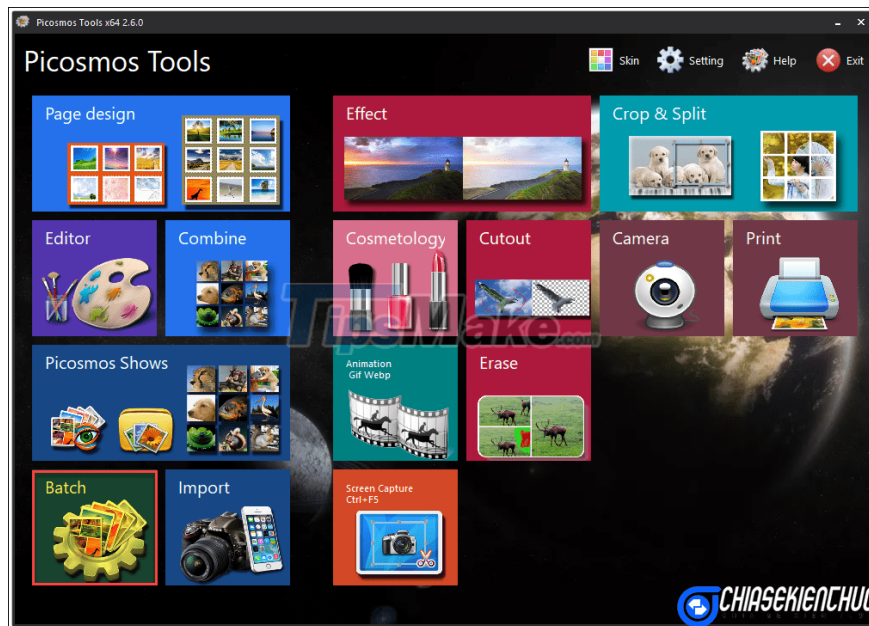 Picosmos Tools x64 2.6.0
Picosmos Tools
Skin
Setting
Help
Exit
Page design
Effect
Crop & Split
Editor
Combine
Cosmetology
Cutout
Camera
Print
TipsMake.com
Picosmos Shows
Animation
Gif Webp
Erase
Batch
Import
Screen Capture
Ctrl+F5
CHIASEKIENTHUC